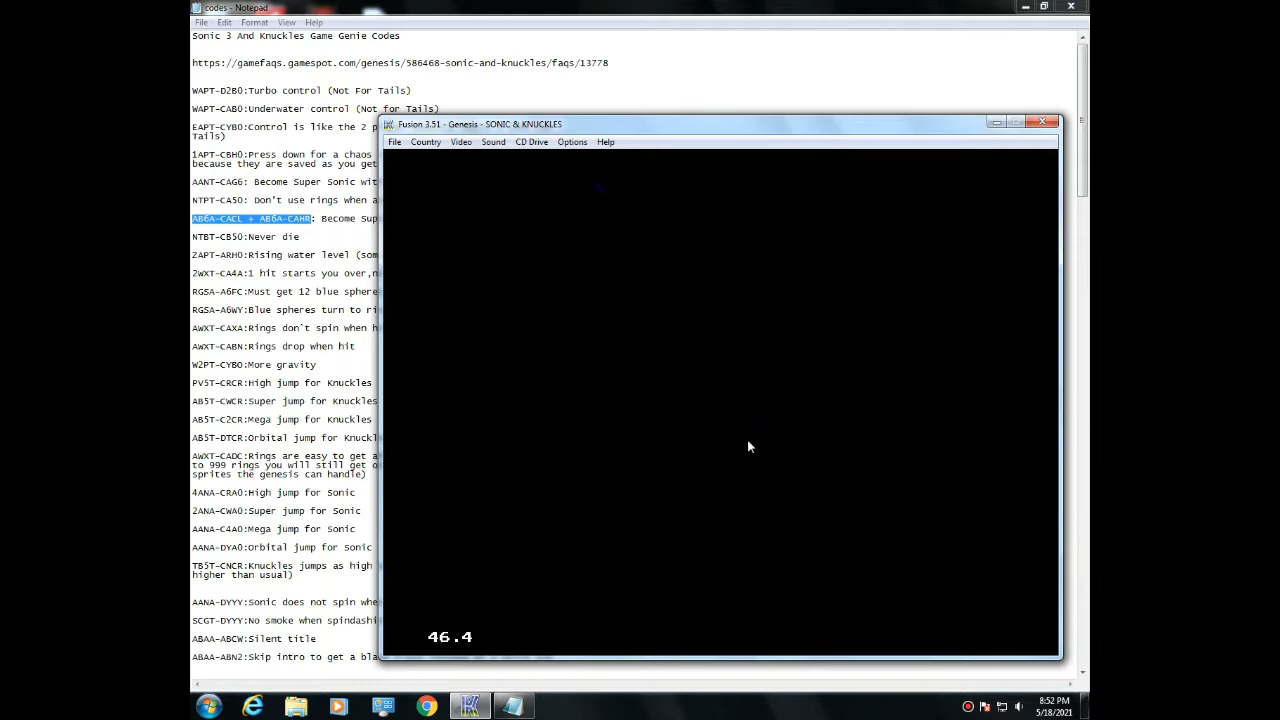 codes - Notepad
File Edit Format View Help
Sonic 3 And Knuckles Game Genie Codes
https://gamefaqs.gamespot.com/genesis/586468-sonic-and-knuckles/faqs/13778
WAPT-D2B0:Turbo control (Not For Tails)
WAPT-CAB0:Underwater control (Not for Tails)
EAPT-CYB0:Control is like the 2 p
Tails)
1APT-CBH0:Press down for a chaos
because they are saved as you get
AANT-CAG6: Become Super Sonic wit
NTPT-CA50: Don't use rings when a
AB6A-CACL + AB6A-CAHR: Become Sup
NTBT-CB50:Never die
ZAPT-ARH0:Rising water level (som
2WXT-CA4A:1 hit starts you over,n
RGSA-A6FC:Must get 12 blue sphere
RGSA-A6WY:Blue spheres turn to ri
AWXT-CAXA:Rings don`t spin when h
AWXT-CABN:Rings drop when hit
W2PT-CYBO:More gravity
PV5T-CRCR:High jump for Knuckles
AB5T-CWCR:Super jump for Knuckles
AB5T-C2CR:Mega jump for Knuckles
AB5T-DTCR:Orbital jump for Knuckl
AWXT-CADC:Rings are easy to get a
to 999 rings you will still get o
sprites the genesis can handle)
4ANA-CRA0:High jump for Sonic
2ANA-CWA0:Super jump for Sonic
AANA-C4A0:Mega jump for Sonic
AANA-DYA0:Orbital jump for Sonic
TB5T-CNCR:Knuckles jumps as high
higher than usual)
AANA-DYYY:Sonic does not spin whe
SCGT-DYYY:No smoke when spindashi
ABAA-ABCW:Silent title
ABAA-ABN2:Skip intro to get a bla
Fusion 3.51 - Genesis - SONIC & KNUCKLES
File Country Video Sound CD Drive Options Help
46.4
8:52 PM
5/18/2021